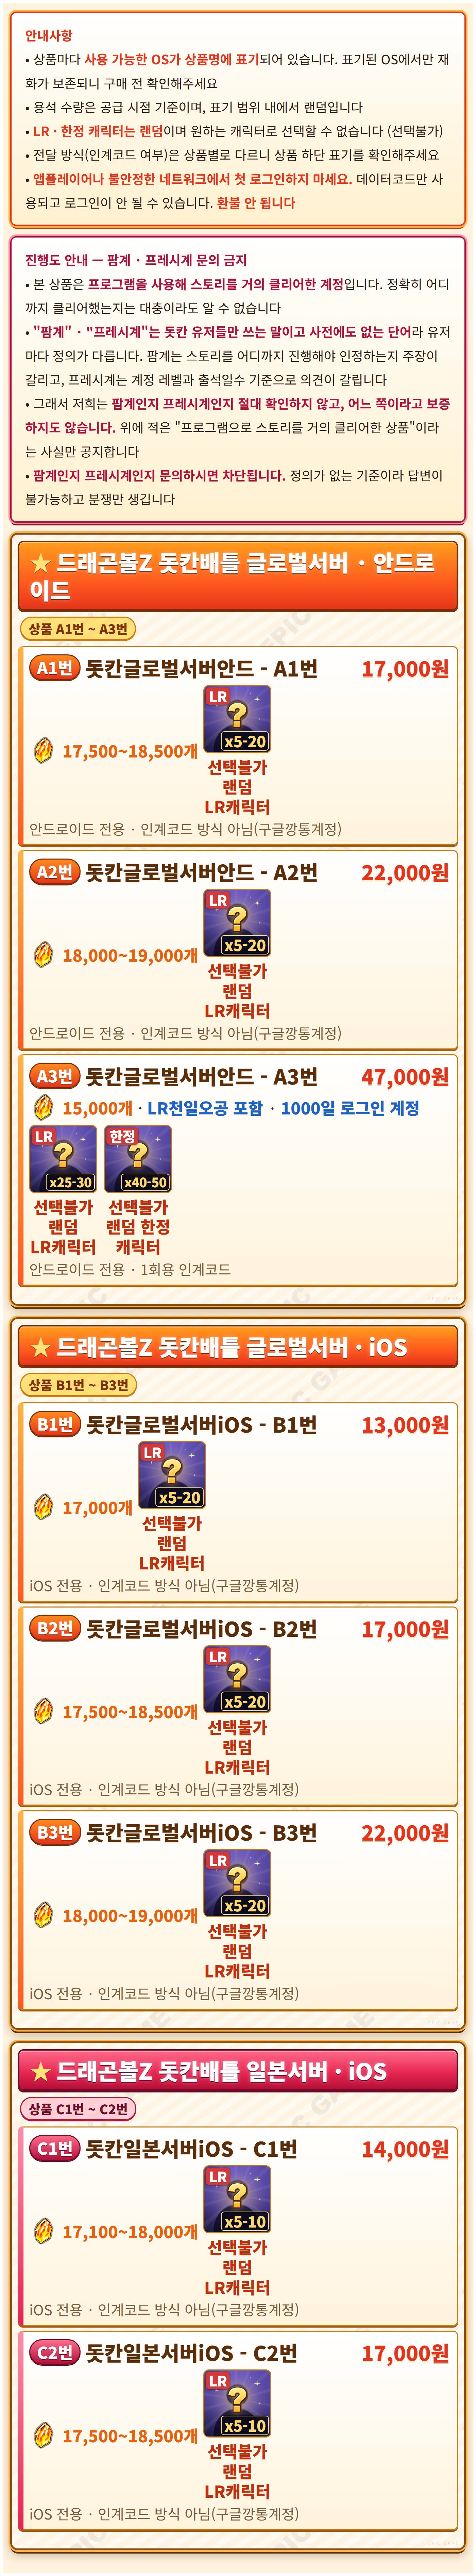 안내사항
• 상품마다 사용 가능한 OS가 상품명에 표기되어 있습니다. 표기된 OS에서만 재
화가 보존되니 구매 전 확인해주세요
• 용석 수량은 공급 시점 기준이며, 표기 범위 내에서 랜덤입니다
• LR · 한정 캐릭터는 랜덤이며 원하는 캐릭터로 선택할 수 없습니다 (선택불가)
• 전달 방식(인계코드 여부)은 상품별로 다르니 상품 하단 표기를 확인해주세요
• 앱플레이어나 불안정한 네트워크에서 첫 로그인하지 마세요. 데이터코드만 사
용되고 로그인이 안 될 수 있습니다. 환불 안 됩니다
진행도 안내 — 팜계 · 프레시계 문의 금지
• 본 상품은 프로그램을 사용해 스토리를 거의 클리어한 계정입니다. 정확히 어디
까지 클리어했는지는 대충이라도 알 수 없습니다
• "팜계" · "프레시계"는 돗칸 유저들만 쓰는 말이고 사전에도 없는 단어라 유저
마다 정의가 다릅니다. 팜계는 스토리를 어디까지 진행해야 인정하는지 주장이
갈리고, 프레시계는 계정 레벨과 출석일수 기준으로 의견이 갈립니다
• 그래서 저희는 팜계인지 프레시계인지 절대 확인하지 않고, 어느 쪽이라고 보증
하지도 않습니다. 위에 적은 "프로그램으로 스토리를 거의 클리어한 상품"이라
는 사실만 공지합니다
• 팜계인지 프레시계인지 문의하시면 차단됩니다. 정의가 없는 기준이라 답변이
불가능하고 분쟁만 생깁니다
★ 드래곤볼Z 돗칸배틀 글로벌서버 · 안드로
이드
상품 A1번 ~ A3번
A1번 돗칸글로벌서버안드 - A1번 17,000원
LR
x5-20
17,500~18,500개
선택불가
랜덤
LR캐릭터
안드로이드 전용 · 인계코드 방식 아님(구글깡통계정)
A2번 돗칸글로벌서버안드 - A2번 22,000원
LR
x5-20
18,000~19,000개
선택불가
랜덤
LR캐릭터
안드로이드 전용 · 인계코드 방식 아님(구글깡통계정)
A3번 돗칸글로벌서버안드 - A3번 47,000원
15,000개 · LR천일오공 포함 · 1000일 로그인 계정
LR 한정
x25-30 x40-50
선택불가 선택불가
랜덤 랜덤 한정
LR캐릭터 캐릭터
안드로이드 전용 · 1회용 인계코드
★ 드래곤볼Z 돗칸배틀 글로벌서버 · iOS
상품 B1번 ~ B3번
B1번 돗칸글로벌서버iOS - B1번 13,000원
LR
x5-20
17,000개
선택불가
랜덤
LR캐릭터
iOS 전용 · 인계코드 방식 아님(구글깡통계정)
B2번 돗칸글로벌서버iOS - B2번 17,000원
LR
x5-20
17,500~18,500개
선택불가
랜덤
LR캐릭터
iOS 전용 · 인계코드 방식 아님(구글깡통계정)
B3번 돗칸글로벌서버iOS - B3번 22,000원
LR
x5-20
18,000~19,000개
선택불가
랜덤
LR캐릭터
iOS 전용 · 인계코드 방식 아님(구글깡통계정)
★ 드래곤볼Z 돗칸배틀 일본서버 · iOS
상품 C1번 ~ C2번
C1번 돗칸일본서버iOS - C1번 14,000원
LR
x5-10
17,100~18,000개
선택불가
랜덤
LR캐릭터
iOS 전용 · 인계코드 방식 아님(구글깡통계정)
C2번 돗칸일본서버iOS - C2번 17,000원
LR
x5-10
17,500~18,500개
선택불가
랜덤
LR캐릭터
iOS 전용 · 인계코드 방식 아님(구글깡통계정)